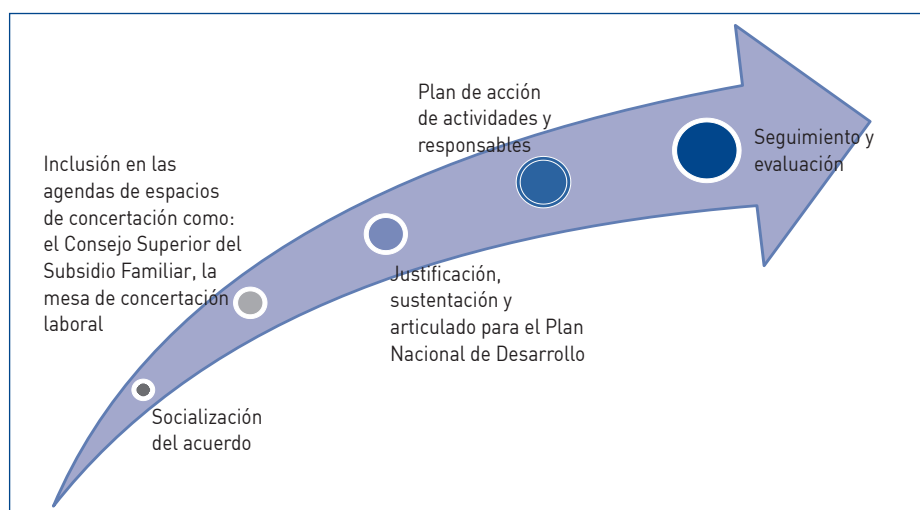 Plan de acción
de actividades y
responsables
Seguimiento y
evaluación
Inclusión en las
agendas de espacios
de concertación como:
el Consejo Superior del
Subsidio Familiar, la
mesa de concertación
laboral
Justificación,
sustentación y
articulado para el Plan
Nacional de Desarrollo
Socialización
del acuerdo